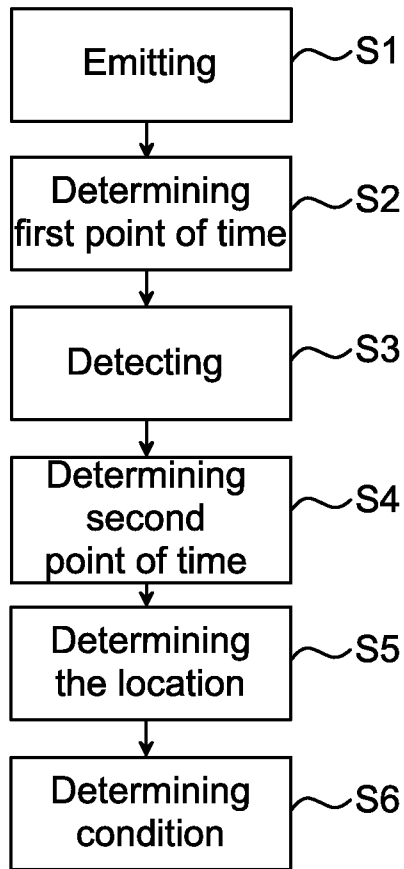 Emitting
S1
Determining
first point of time
S2
Detecting
S3
Determining
second
point of time
S4
Determining
the location
S5
Determining
condition
S6